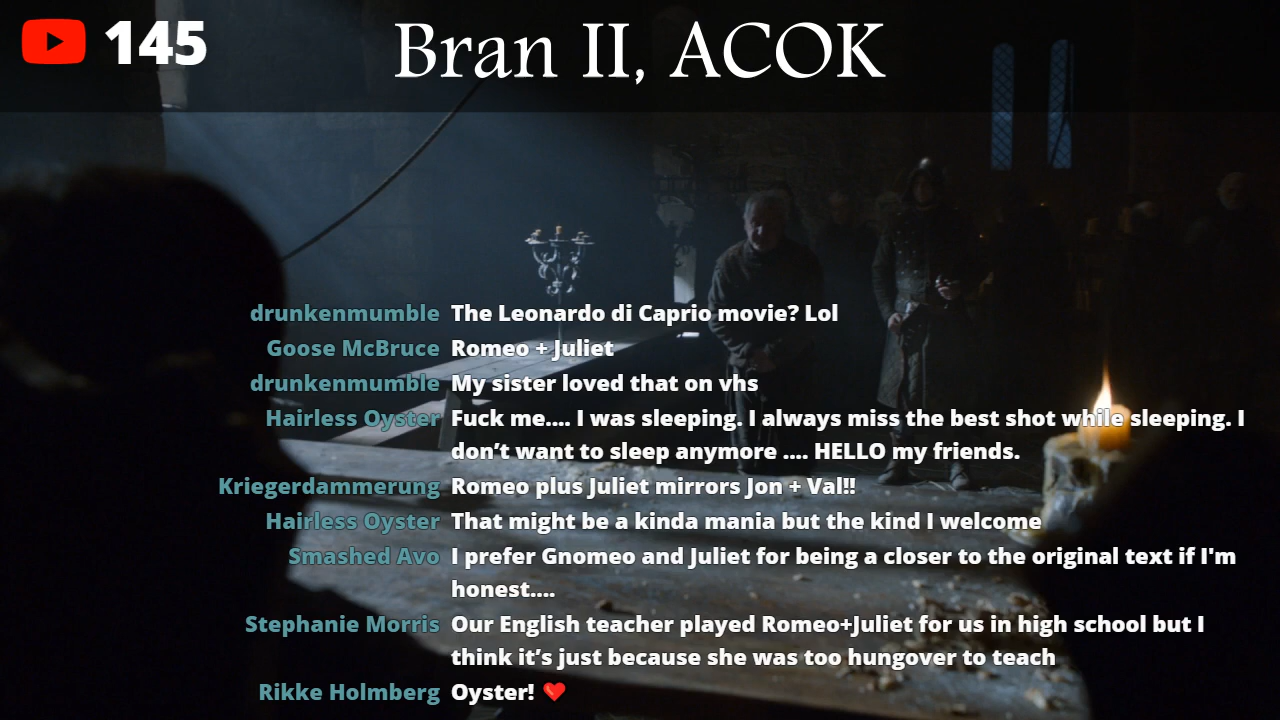 145
Bran II, ACOK
drunkenmumble The Leonardo di Caprio movie? Lol
Goose McBruce Romeo + Juliet
drunkenmumble My sister loved that on vhs
Hairless Oyster Fuck me.... I was sleeping. I always miss the best shot while sleeping. I
don’t want to sleep anymore .... HELLO my friends.
Kriegerdammerung Romeo plus Juliet mirrors Jon + Val!!
Hairless Oyster That might be a kinda mania but the kind I welcome
Smashed Avo I prefer Gnomeo and Juliet for being a closer to the original text if I'm
honest....
Stephanie Morris Our English teacher played Romeo+Juliet for us in high school but I
think it’s just because she was too hungover to teach
Rikke Holmberg Oyster! ❤️